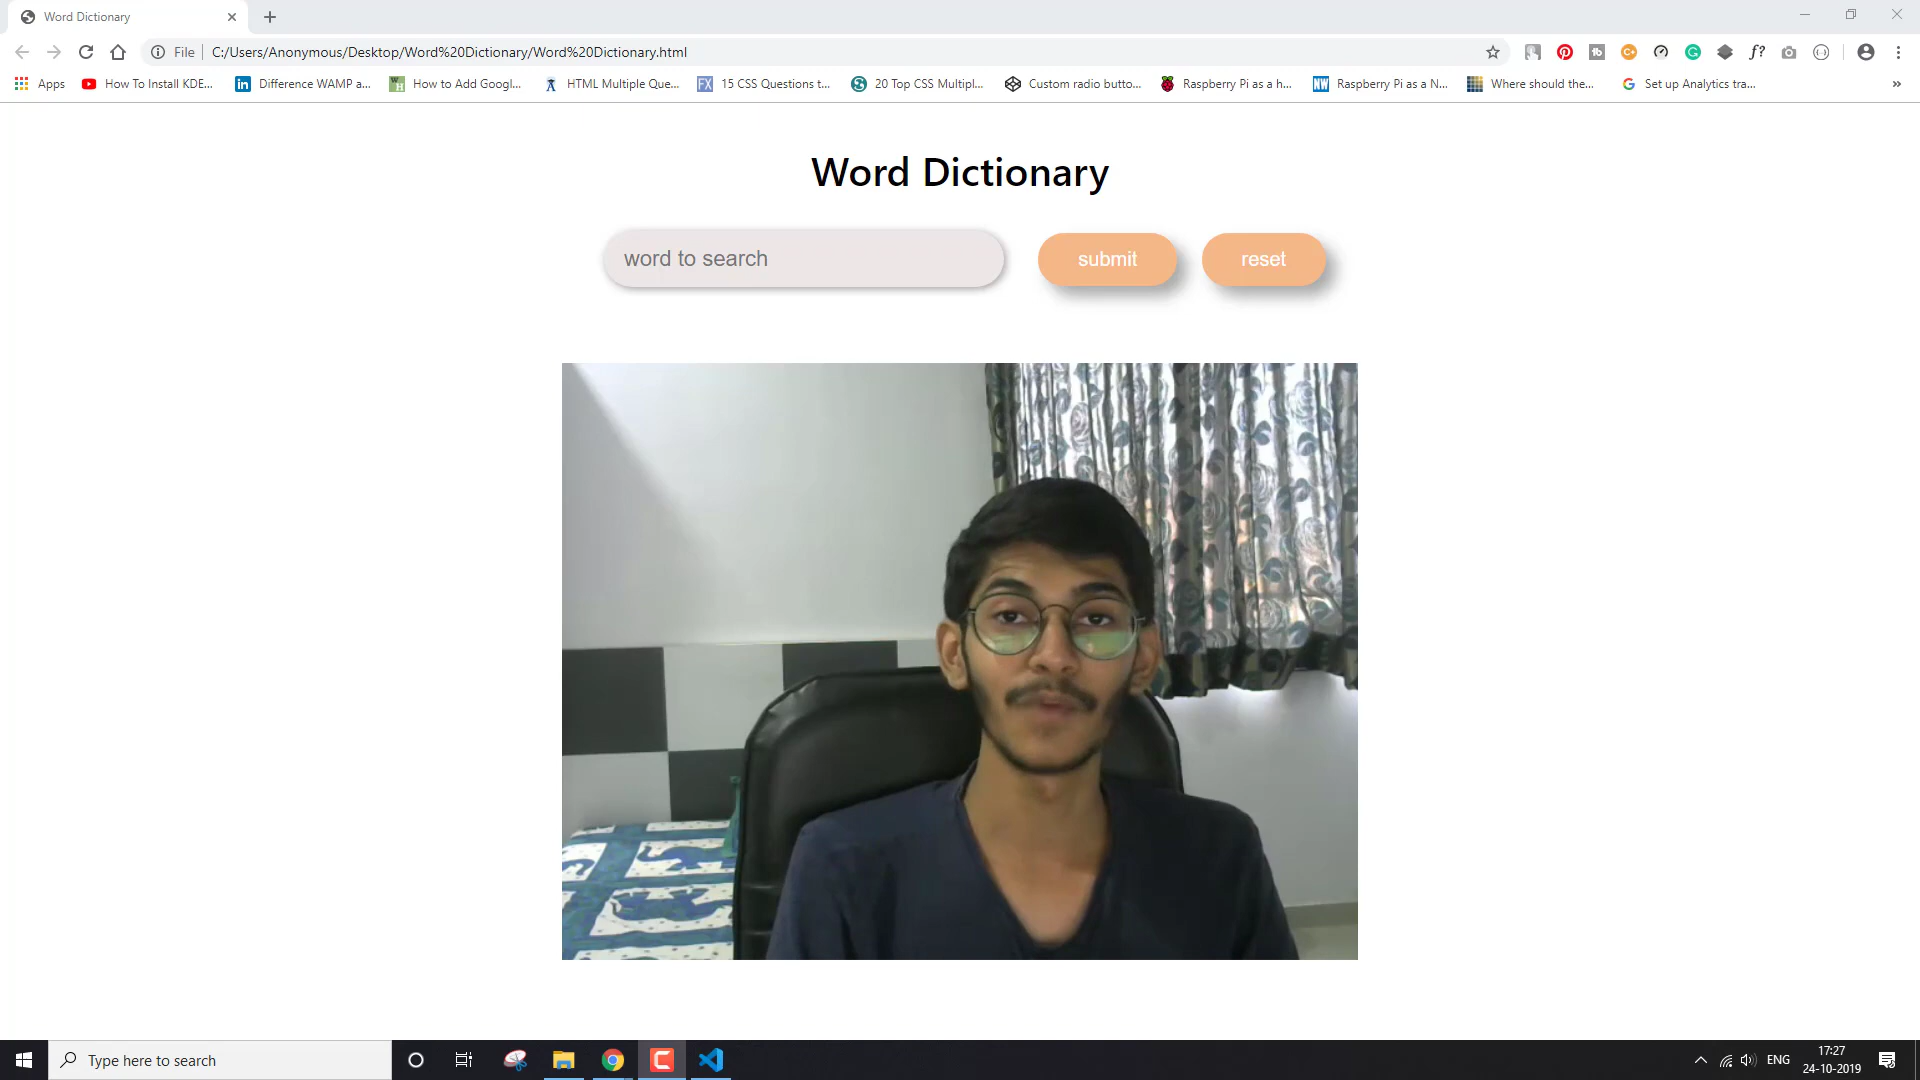 Word Dictionary
File C:/Users/Anonymous/Desktop/Word%20Dictionary/Word%20Dictionary.html
Apps How To Install KDE... Difference WAMP a... How to Add Googl... HTML Multiple Que... 15 CSS Questions t... 20 Top CSS Multipl... Custom radio butto... Raspberry Pi as a h... Raspberry Pi as a N... Where should the... Set up Analytics tra...
Word Dictionary
word to search submit reset
Type here to search
ENG
17:27
24-10-2019